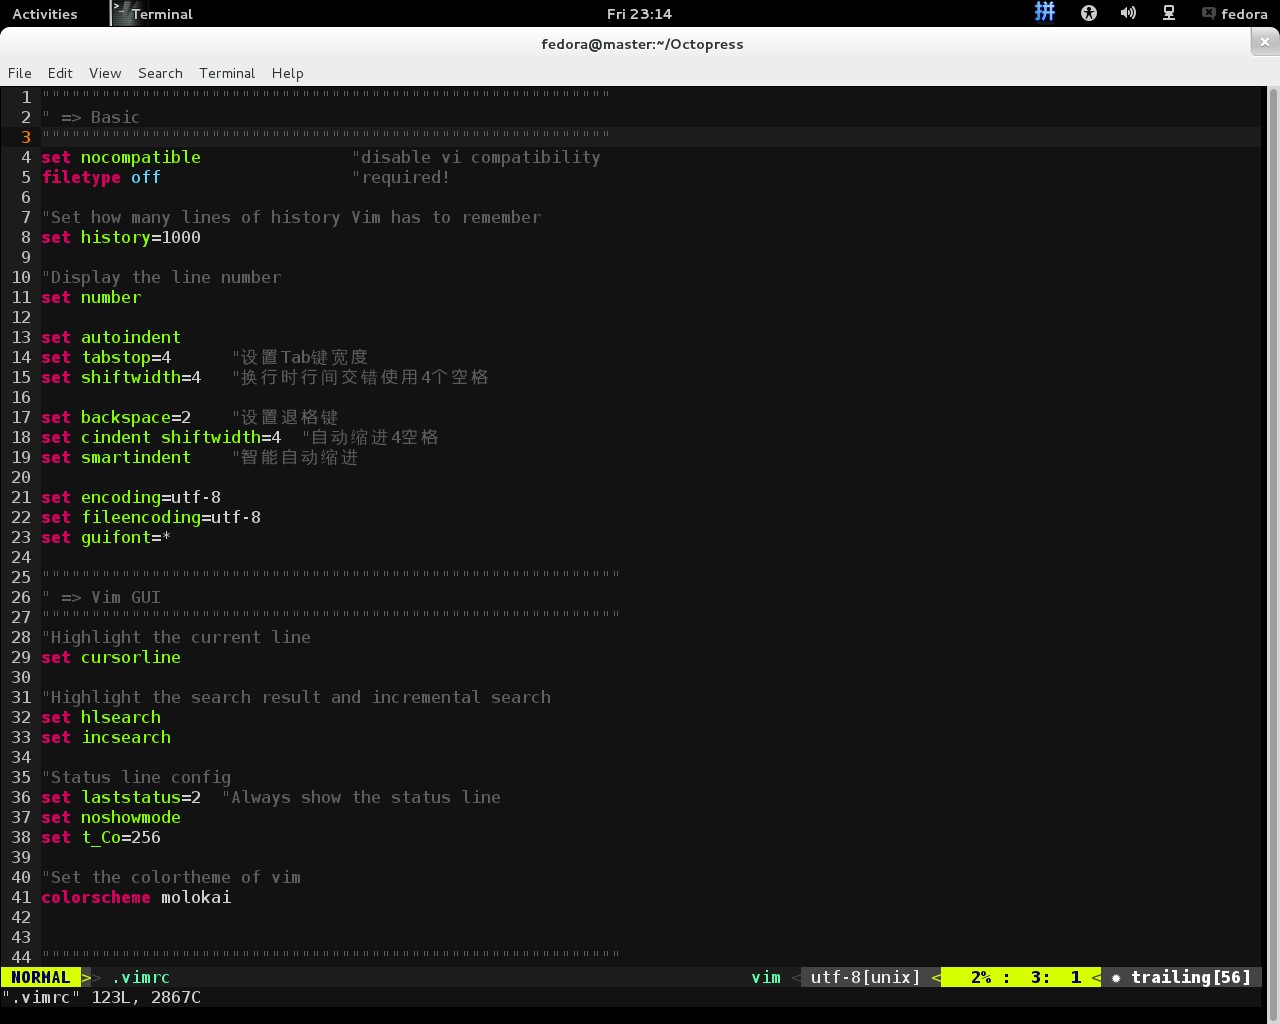 Activities Terminal Fri 23:14 拼 fedora
fedora@master:~/Octopress
File Edit View Search Terminal Help
1 """""""""""""""""""""""""""""""""""""""""""""""""""""""""
2 " => Basic
3 """""""""""""""""""""""""""""""""""""""""""""""""""""""""
4 set nocompatible               "disable vi compatibility
5 filetype off                   "required!
6
7 "Set how many lines of history Vim has to remember
8 set history=1000
9
10 "Display the line number
11 set number
12
13 set autoindent
14 set tabstop=4      "设置Tab键宽度
15 set shiftwidth=4   "换行时行间交错使用4个空格
16
17 set backspace=2    "设置退格键
18 set cindent shiftwidth=4  "自动缩进4空格
19 set smartindent    "智能自动缩进
20
21 set encoding=utf-8
22 set fileencoding=utf-8
23 set guifont=*
24
25 """"""""""""""""""""""""""""""""""""""""""""""""""""""""""
26 " => Vim GUI
27 """"""""""""""""""""""""""""""""""""""""""""""""""""""""""
28 "Highlight the current line
29 set cursorline
30
31 "Highlight the search result and incremental search
32 set hlsearch
33 set incsearch
34
35 "Status line config
36 set laststatus=2  "Always show the status line
37 set noshowmode
38 set t_Co=256
39
40 "Set the colortheme of vim
41 colorscheme molokai
42
43
44 """"""""""""""""""""""""""""""""""""""""""""""""""""""""""
NORMAL >> .vimrc vim < utf-8[unix] < 2% : 3: 1 < ✹ trailing[56]
".vimrc" 123L, 2867C